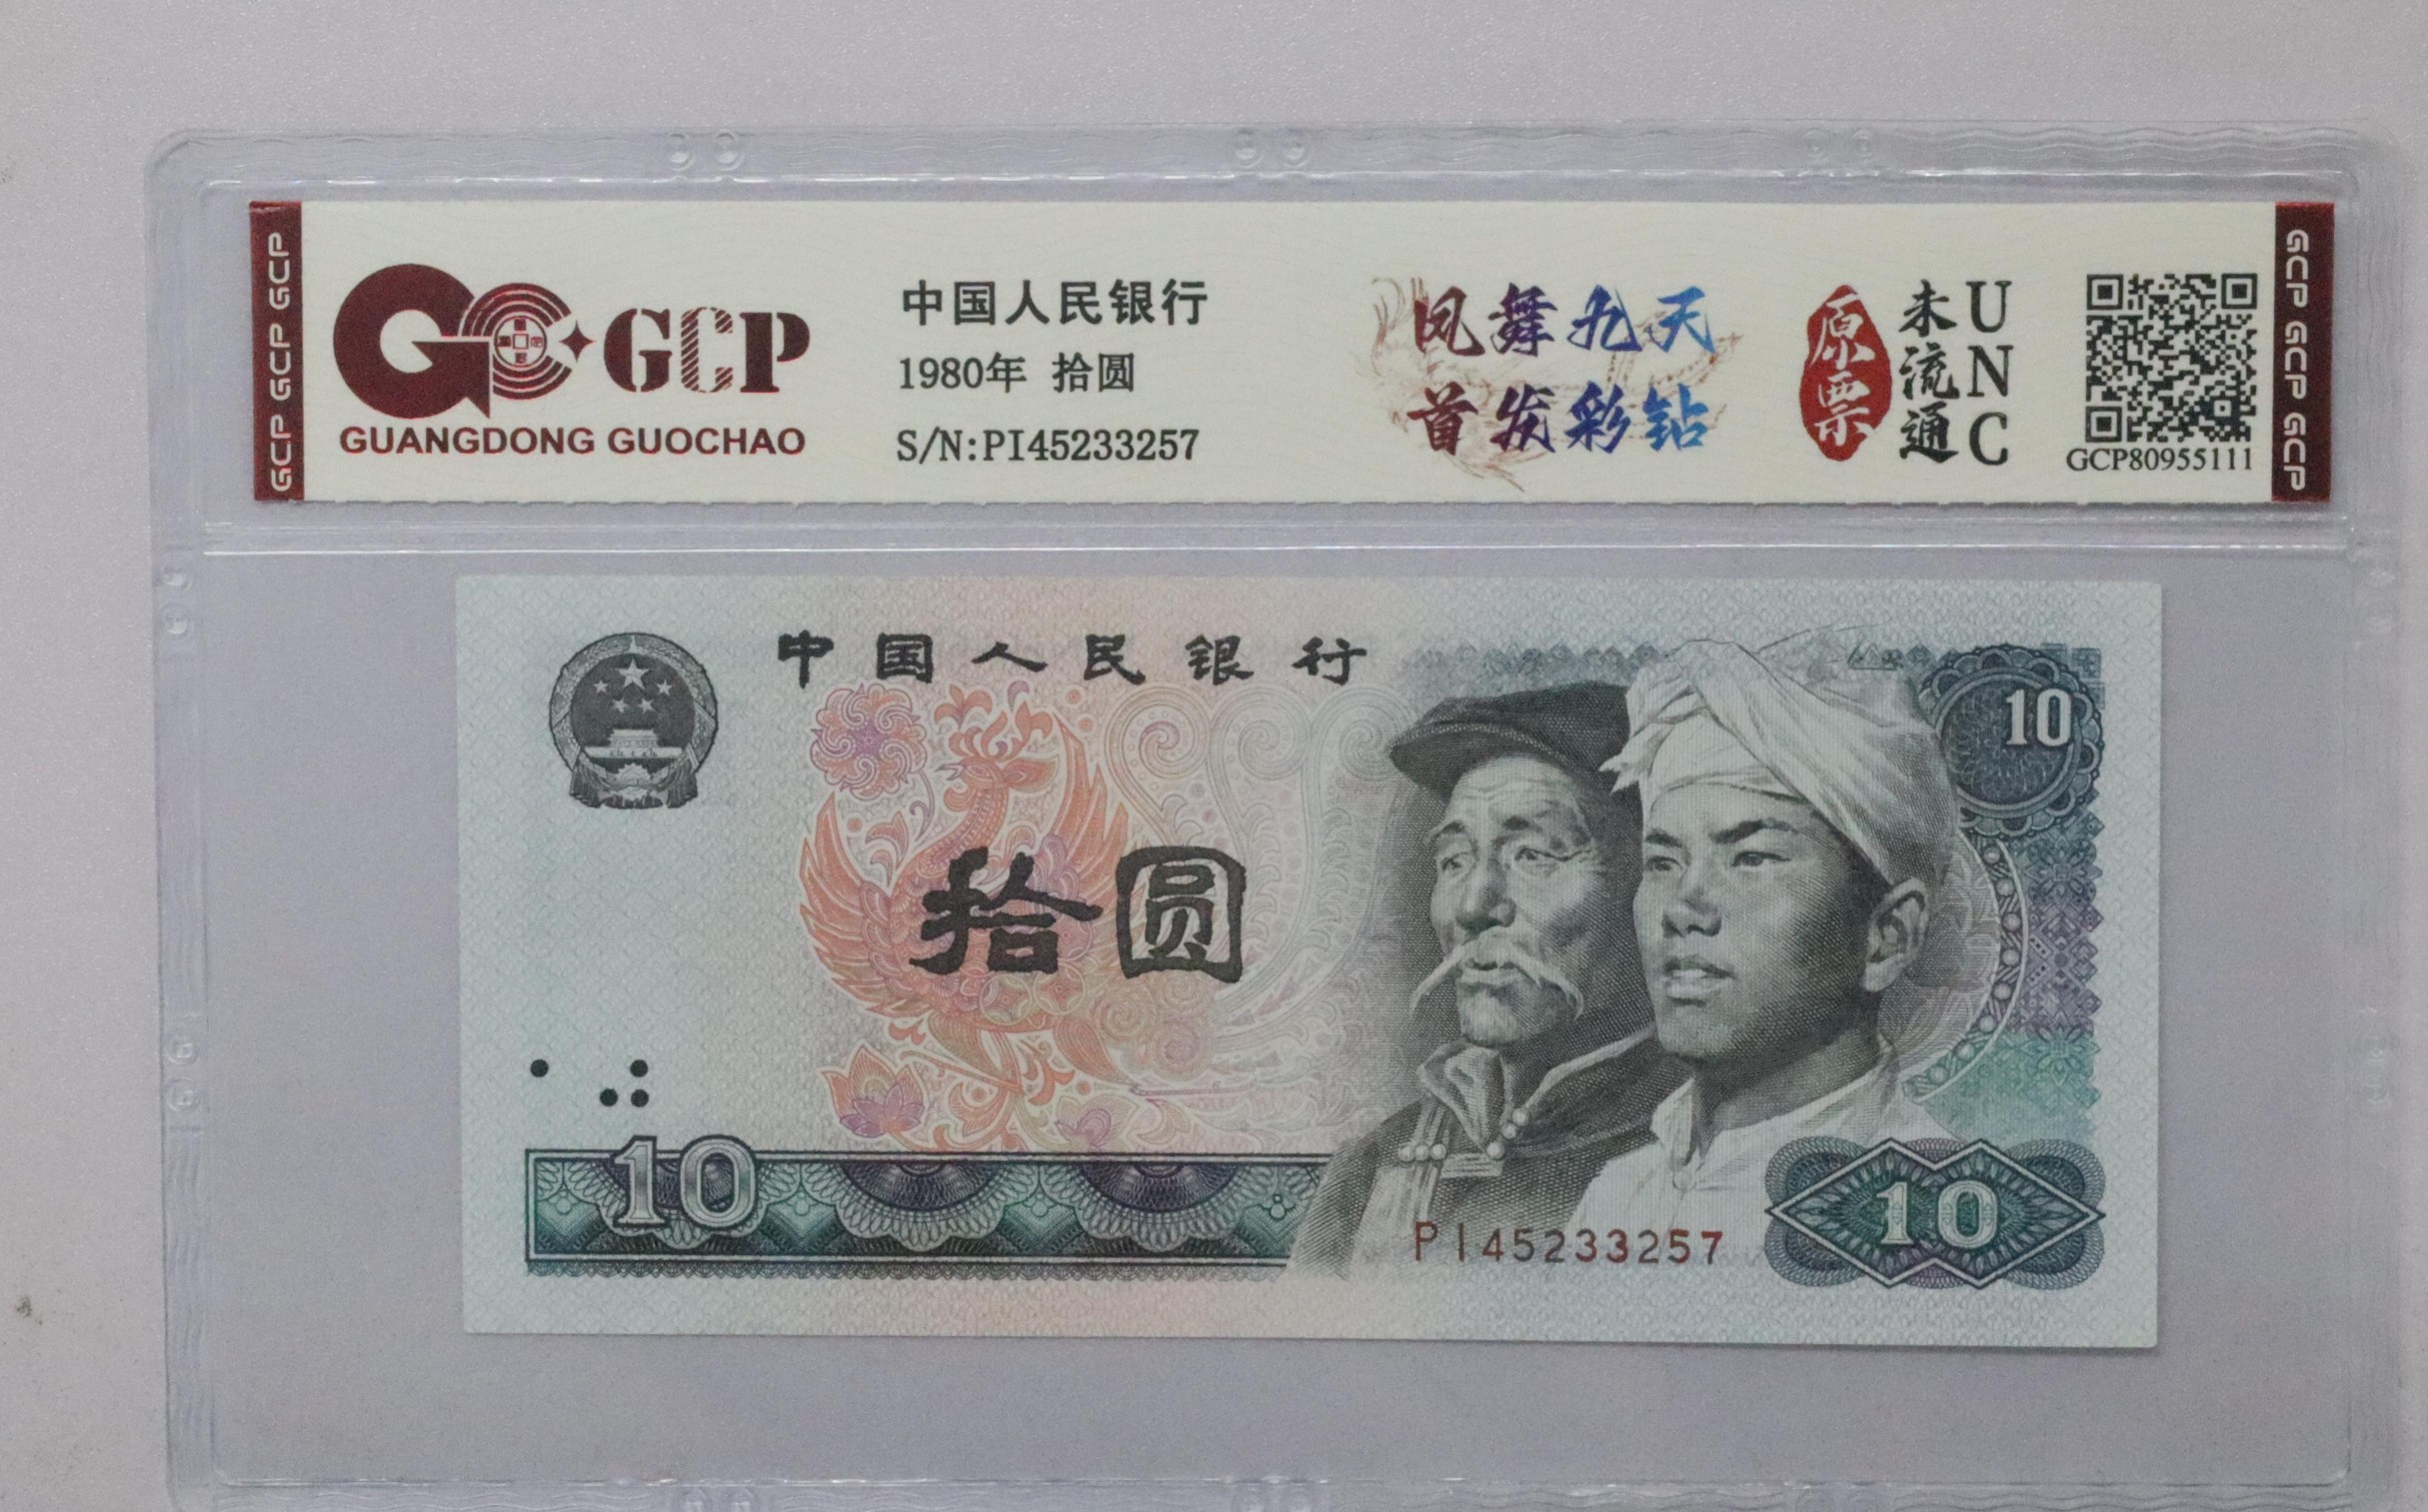 GCP GCP GCP
GCP
GUANGDONG GUOCHAO
中国人民银行
1980年 拾圆
S/N:PI45233257
凤舞九天
首发彩钻
原票
未流通
UNC
GCP80955111
GCP GCP GCP
中国人民银行
10
拾圆
10
PI45233257
10